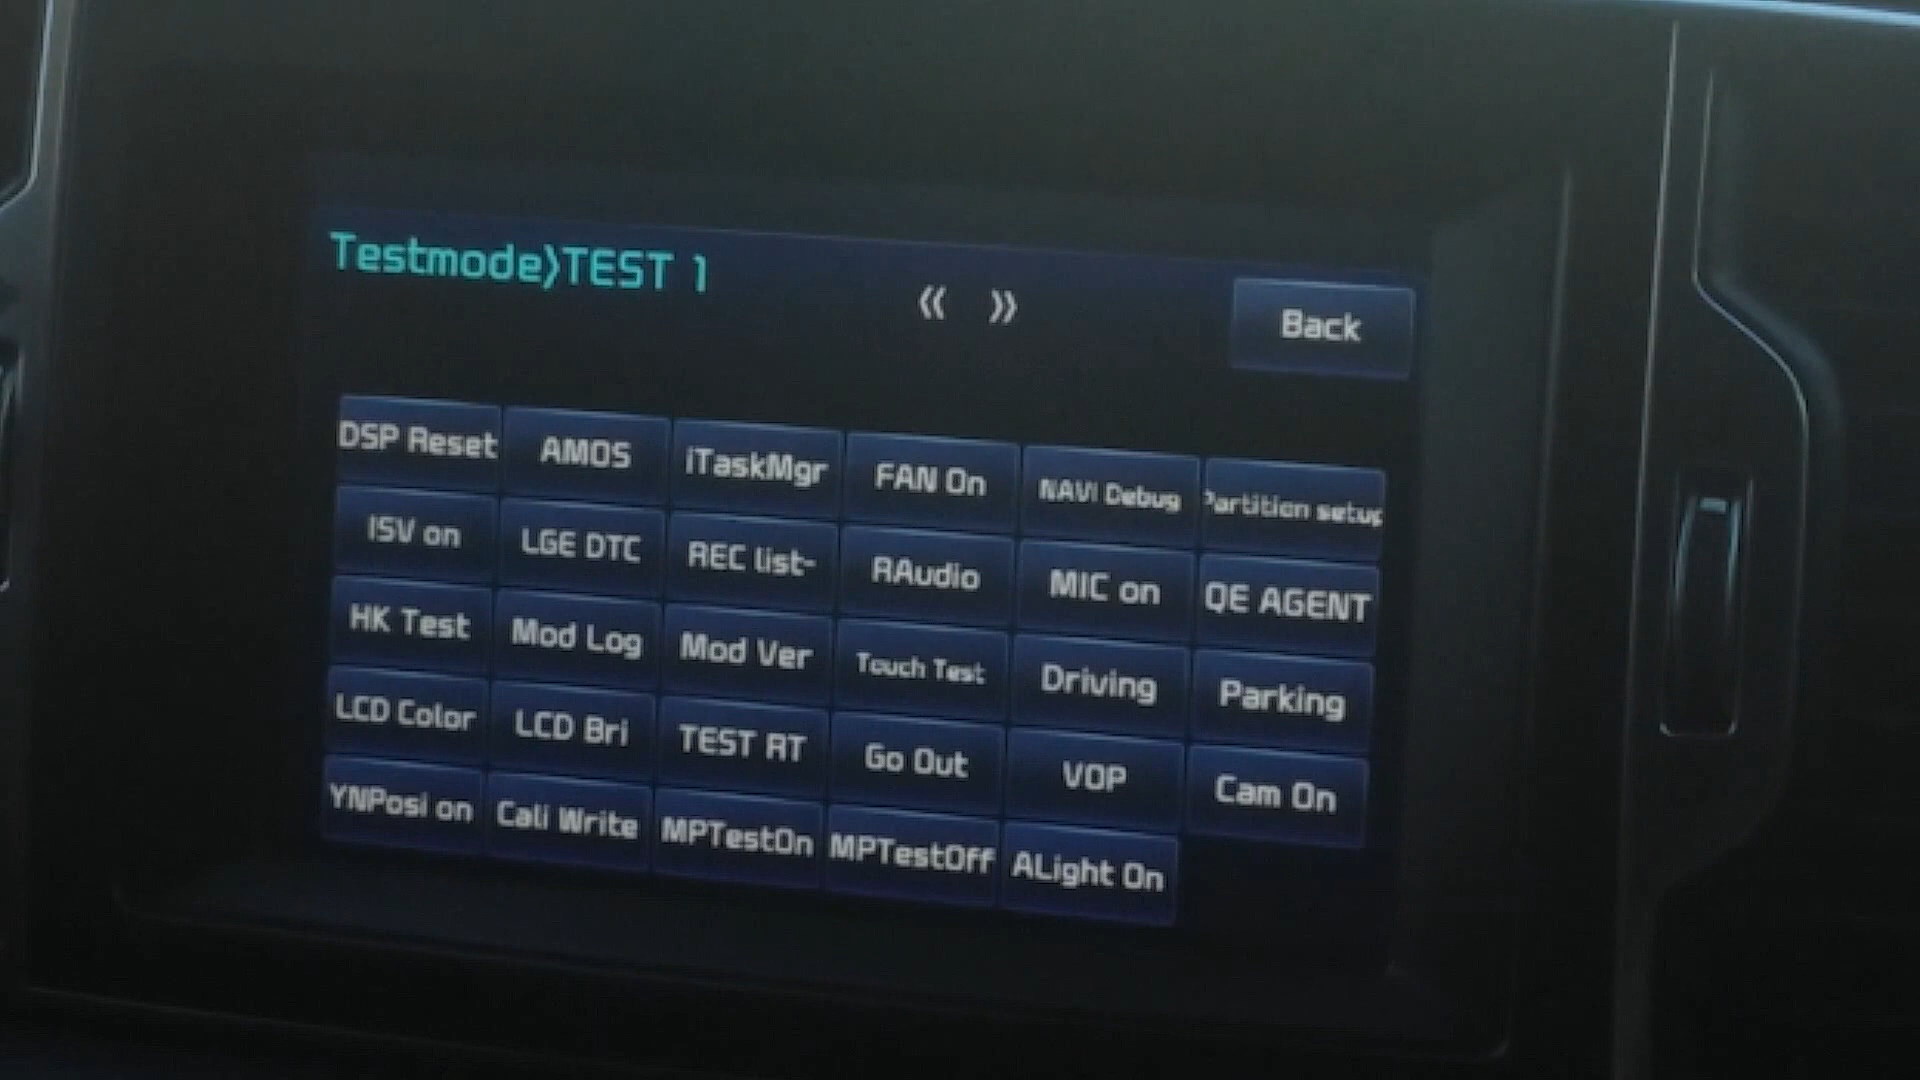 Testmode>TEST 1
« »
Back
DSP Reset AMOS iTaskMgr FAN On NAVI Debug Partition setup
ISV on LGE DTC REC list- RAudio MIC on QE AGENT
HK Test Mod Log Mod Ver Touch Test Driving Parking
LCD Color LCD Bri TEST RT Go Out VOP Cam On
YNPosi on Cali Write MPTestOn MPTestOff ALight On